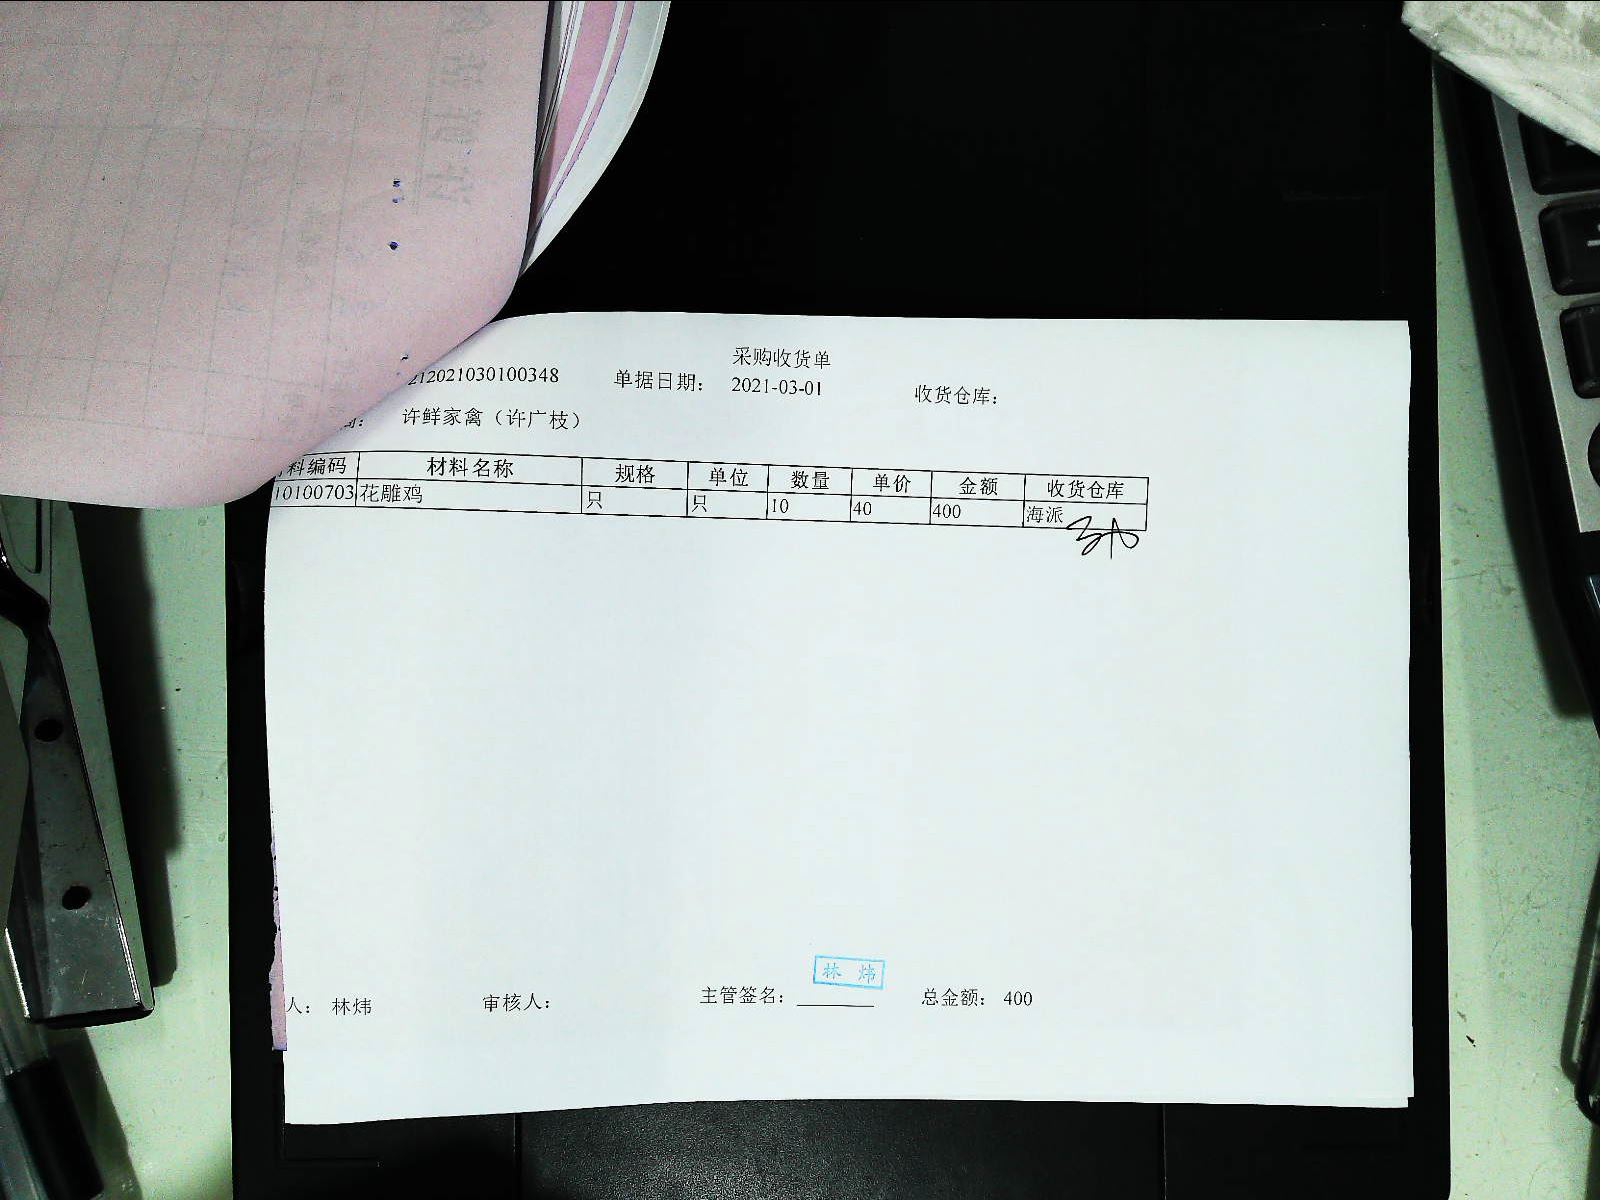 采购收货单
212021030100348 单据日期： 2021-03-01 收货仓库：
商： 许鲜家禽（许广枝）
料编码 材料名称 规格 单位 数量 单价 金额 收货仓库
10100703 花雕鸡 只 只 10 40 400 海派
林 炜
人： 林炜 审核人： 主管签名： 总金额： 400